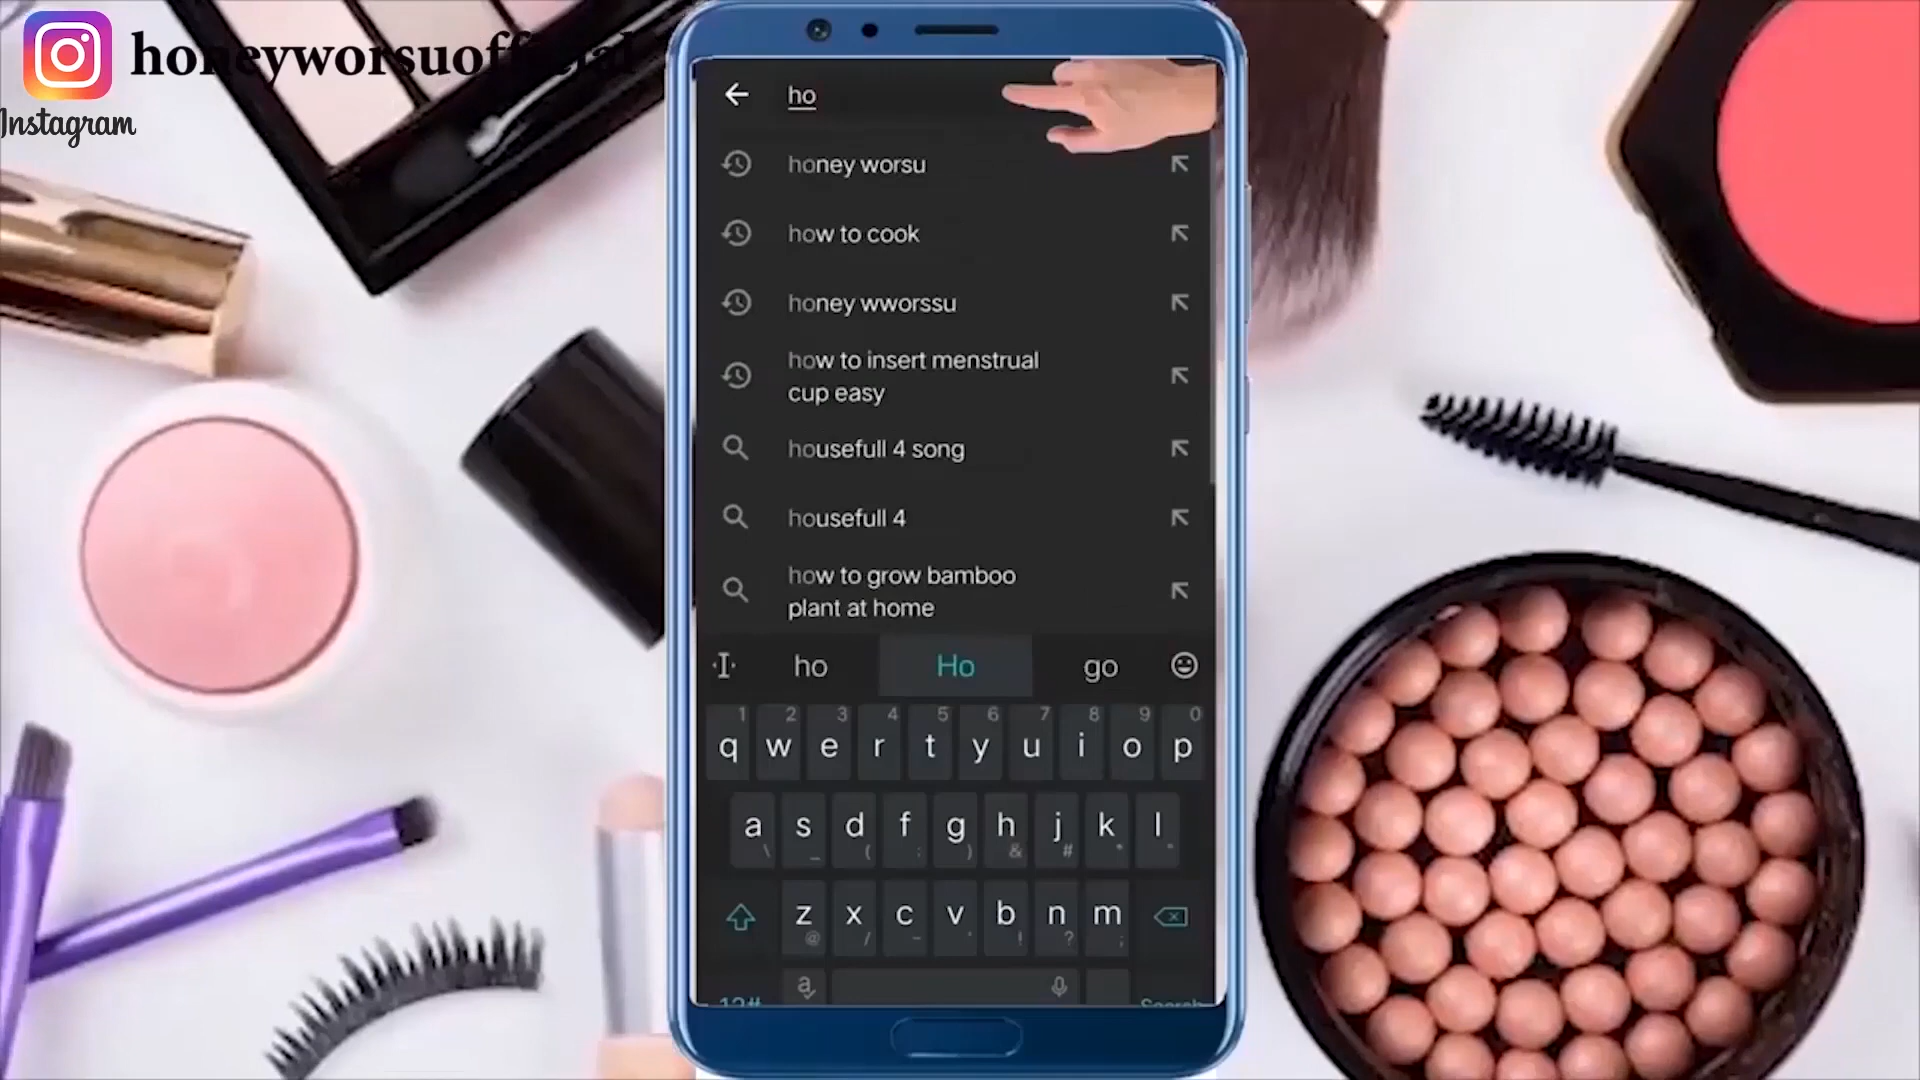 honeyworsuofficial
Instagram
ho
honey worsu
how to cook
honey wworssu
how to insert menstrual
cup easy
housefull 4 song
housefull 4
how to grow bamboo
plant at home
ho Ho go
1 2 3 4 5 6 7 8 9 0
q w e r t y u i o p
a s d f g h j k l
\ _ ( : ) & # * "
z x c v b n m
@ / - ' ! ? ;
a
12#
Search